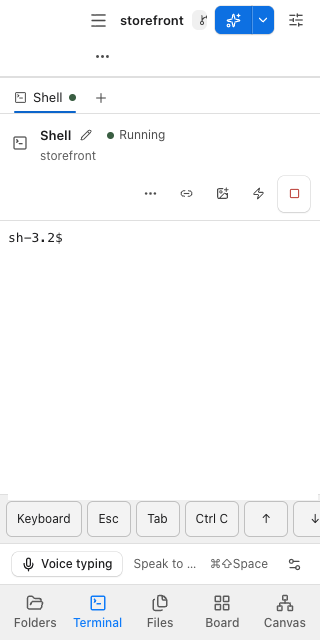 storefront
Shell
Shell
Running
storefront
sh-3.2$
Keyboard Esc Tab Ctrl C ↑ ↓
Voice typing Speak to ... ⌘⇧Space
Folders Terminal Files Board Canvas